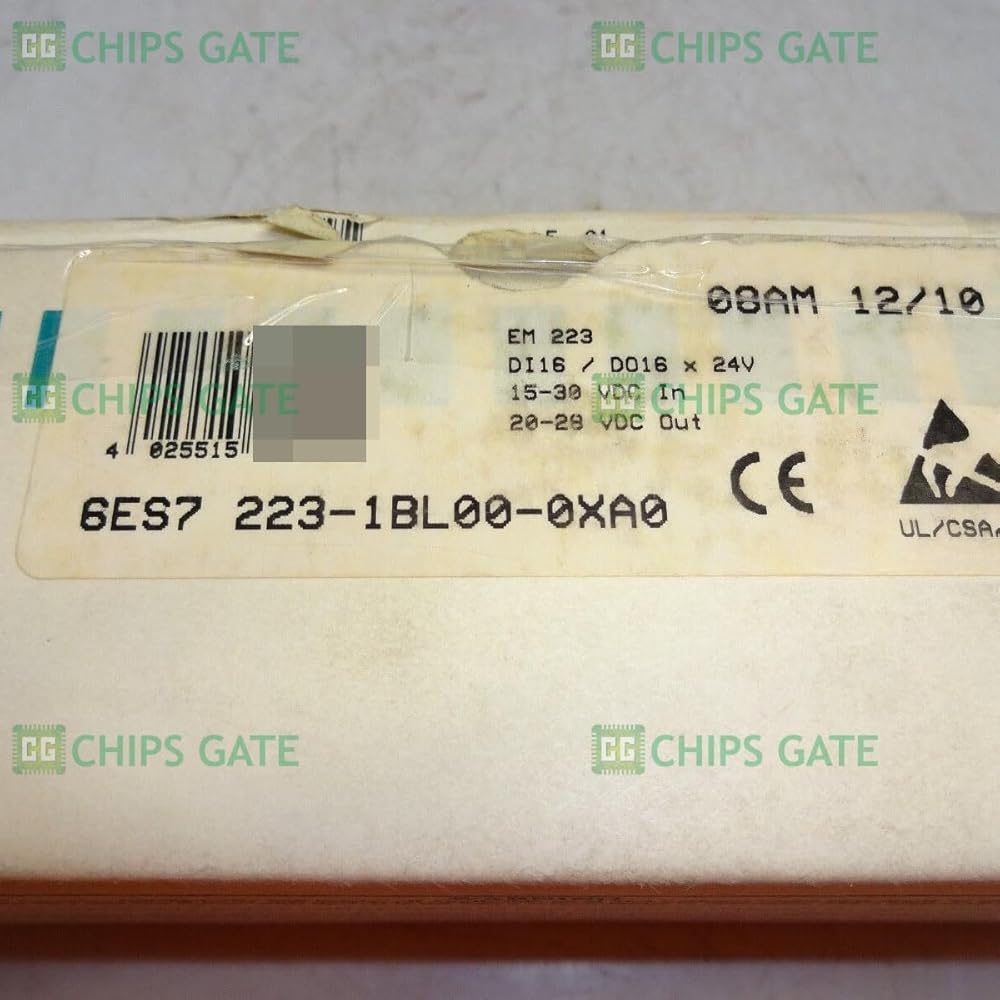 CHIPS GATE
CHIPS GATE
08AM 12/10
EM 223
DI16 / DO16 x 24V
15-30 VDC In
20-28 VDC Out
CHIPS GATE
CHIPS GATE
4 025515
6ES7 223-1BL00-0XA0
CE
UL/CSA
CHIPS GATE
CHIPS GATE